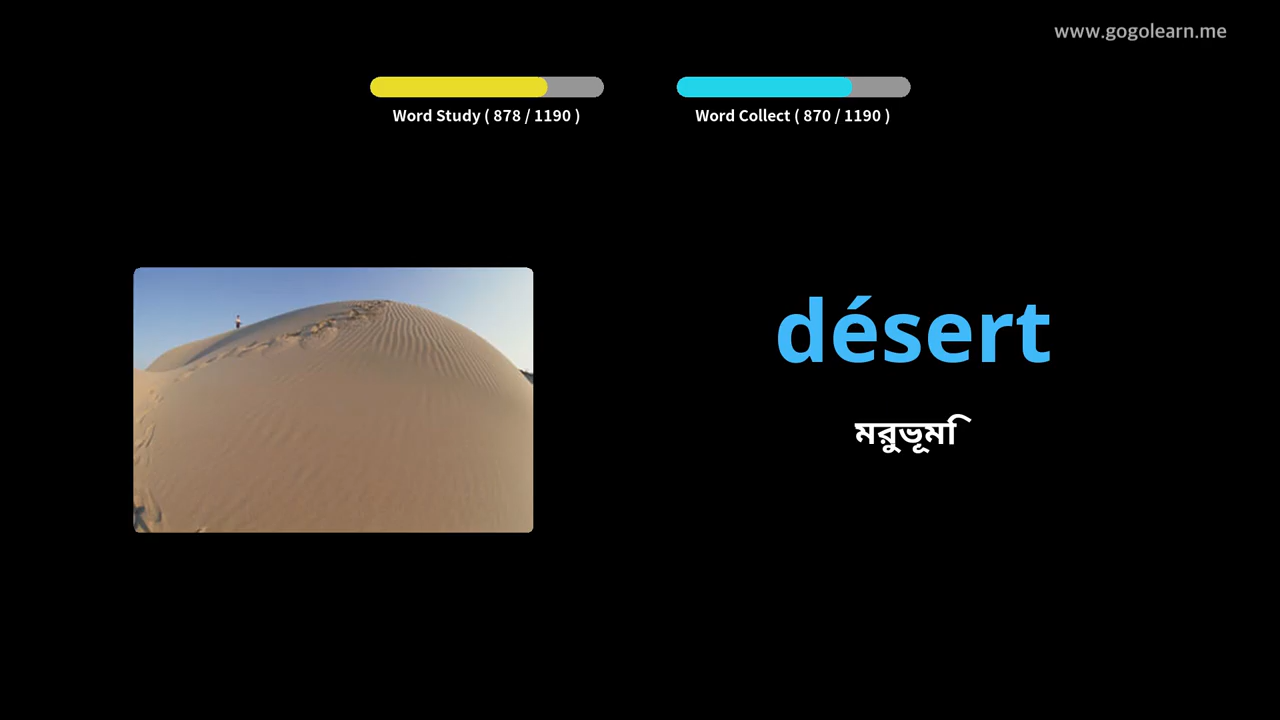 www.gogolearn.me
Word Study ( 878 / 1190 )
Word Collect ( 870 / 1190 )
désert
মরুভূমি